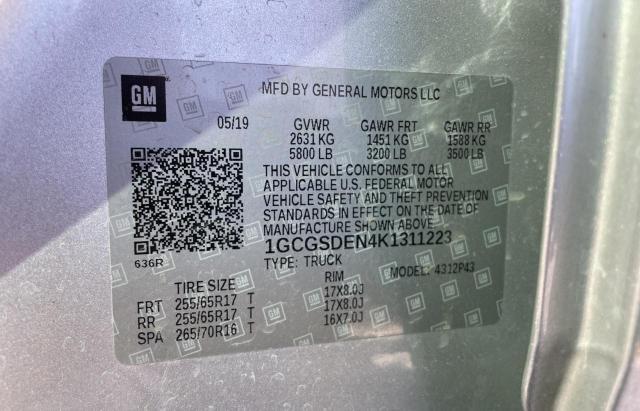 GM
MFD BY GENERAL MOTORS LLC
05/19 GVWR GAWR FRT GAWR RR
2631 KG 1451 KG 1588 KG
5800 LB 3200 LB 3500 LB
THIS VEHICLE CONFORMS TO ALL
APPLICABLE U.S. FEDERAL MOTOR
VEHICLE SAFETY AND THEFT PREVENTION
STANDARDS IN EFFECT ON THE DATE OF
MANUFACTURE SHOWN ABOVE.
1GCGSDEN4K1311223
636R
TYPE: TRUCK MODEL: 4312P43
TIRE SIZE RIM
FRT 255/65R17 T 17X8.0J
RR 255/65R17 T 17X8.0J
SPA 265/70R16 T 16X7.0J